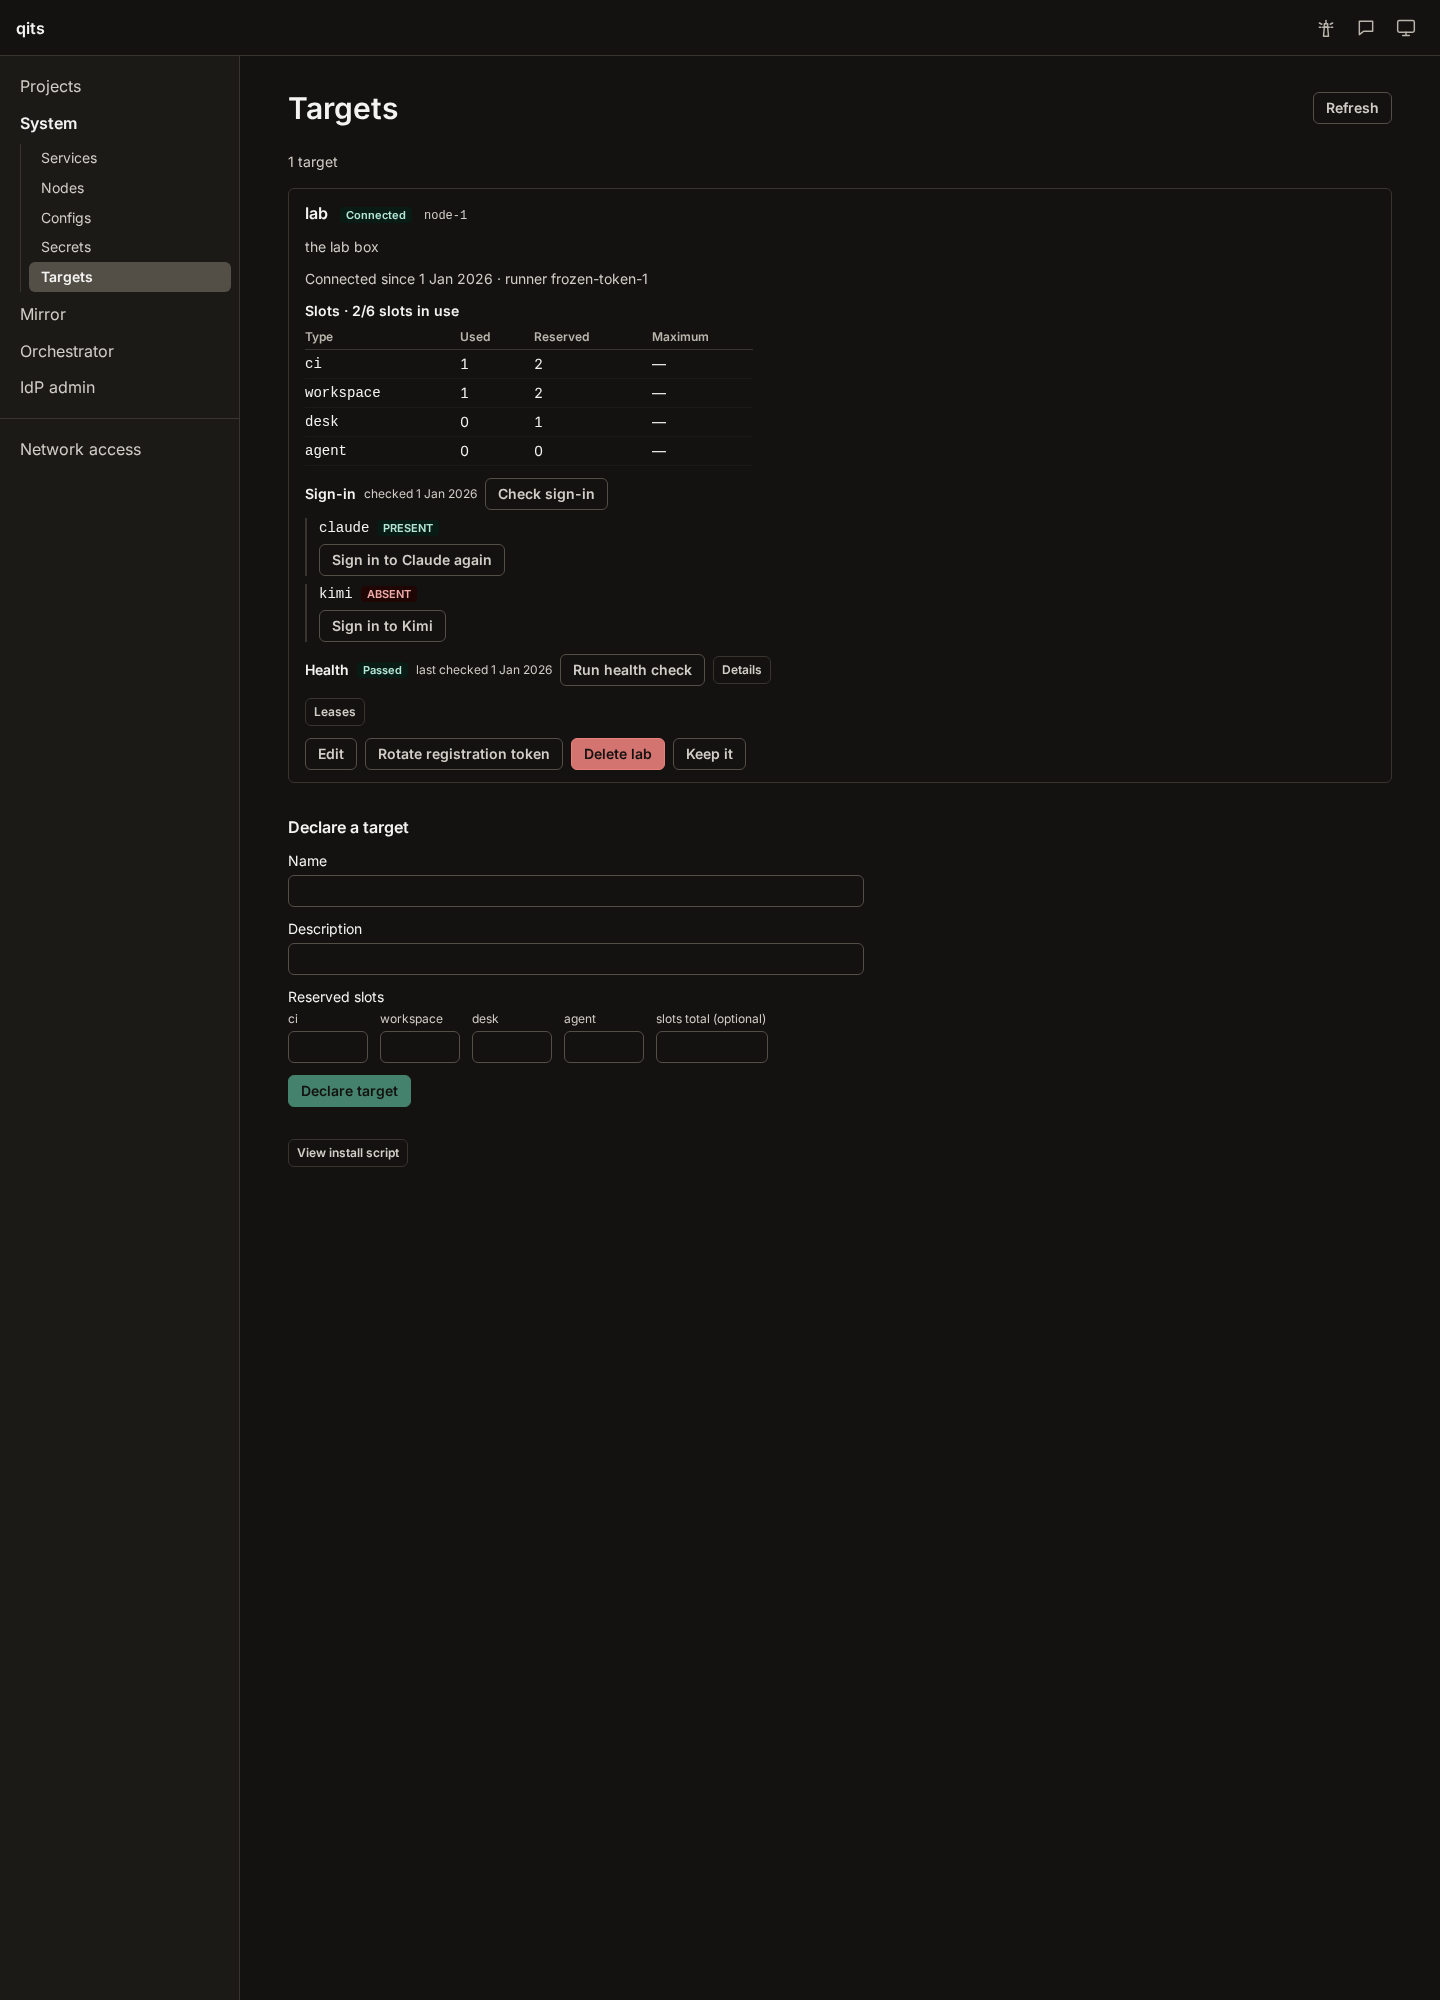 qits
Projects
System
Services
Nodes
Configs
Secrets
Targets
Mirror
Orchestrator
IdP admin
Network access
Targets
Refresh
1 target
lab Connected node-1
the lab box
Connected since 1 Jan 2026 · runner frozen-token-1
Slots · 2/6 slots in use
Type Used Reserved Maximum
ci 1 2 —
workspace 1 2 —
desk 0 1 —
agent 0 0 —
Sign-in checked 1 Jan 2026 Check sign-in
claude PRESENT
Sign in to Claude again
kimi ABSENT
Sign in to Kimi
Health Passed last checked 1 Jan 2026 Run health check Details
Leases
Edit Rotate registration token Delete lab Keep it
Declare a target
Name
Description
Reserved slots
ci workspace desk agent slots total (optional)
Declare target
View install script